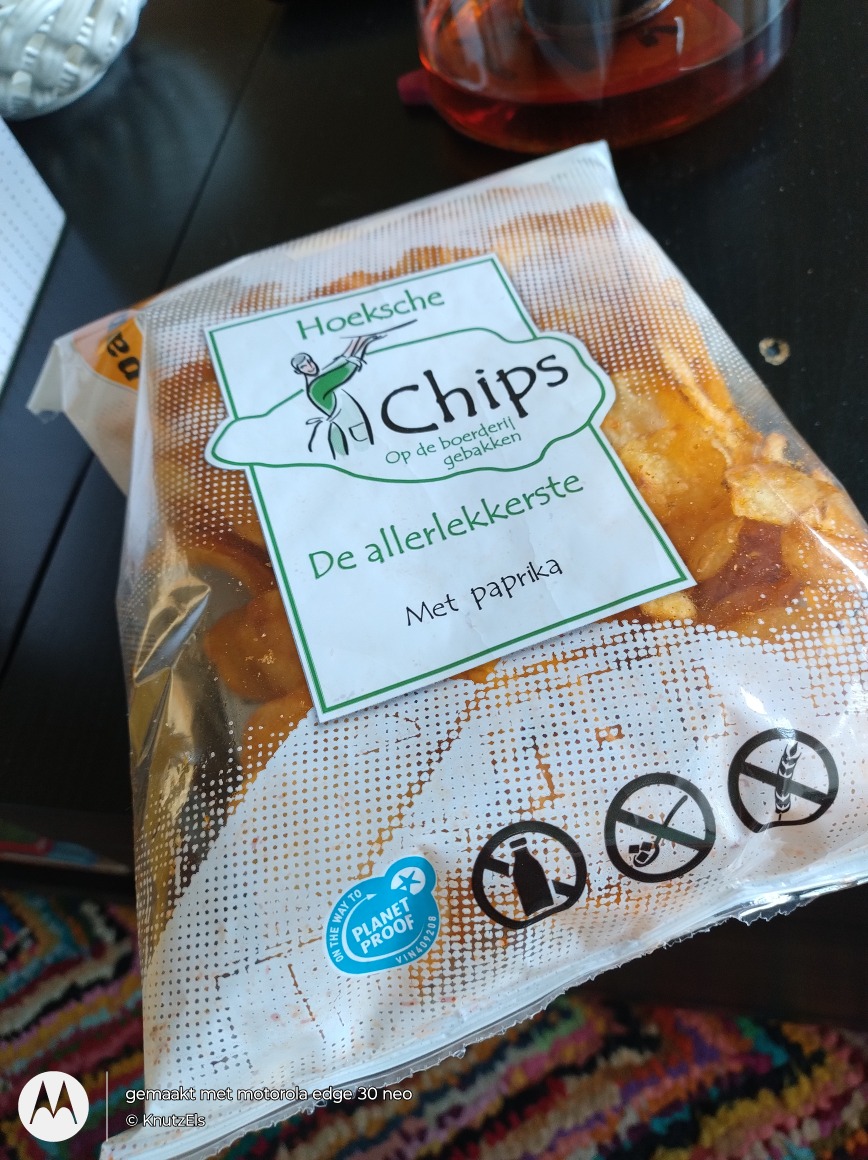 Hoeksche
Chips
Op de boerderij
gebakken
De allerlekkerste
Met paprika
ON THE WAY TO
PLANET
PROOF
VIN609208
gemaakt met motorola edge 30 neo
© KnutzEls